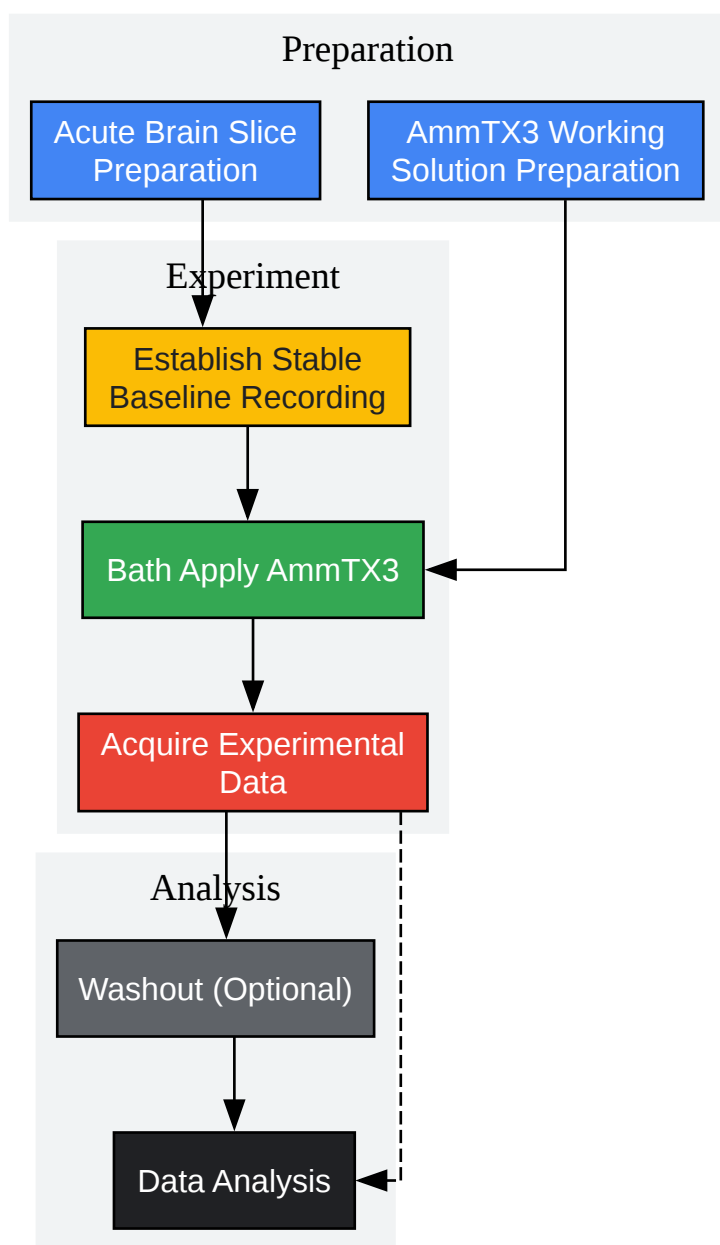 Preparation
Acute Brain Slice
Preparation
AmmTX3 Working
Solution Preparation
Experiment
Establish Stable
Baseline Recording
Bath Apply AmmTX3
Acquire Experimental
Data
Analysis
Washout (Optional)
Data Analysis